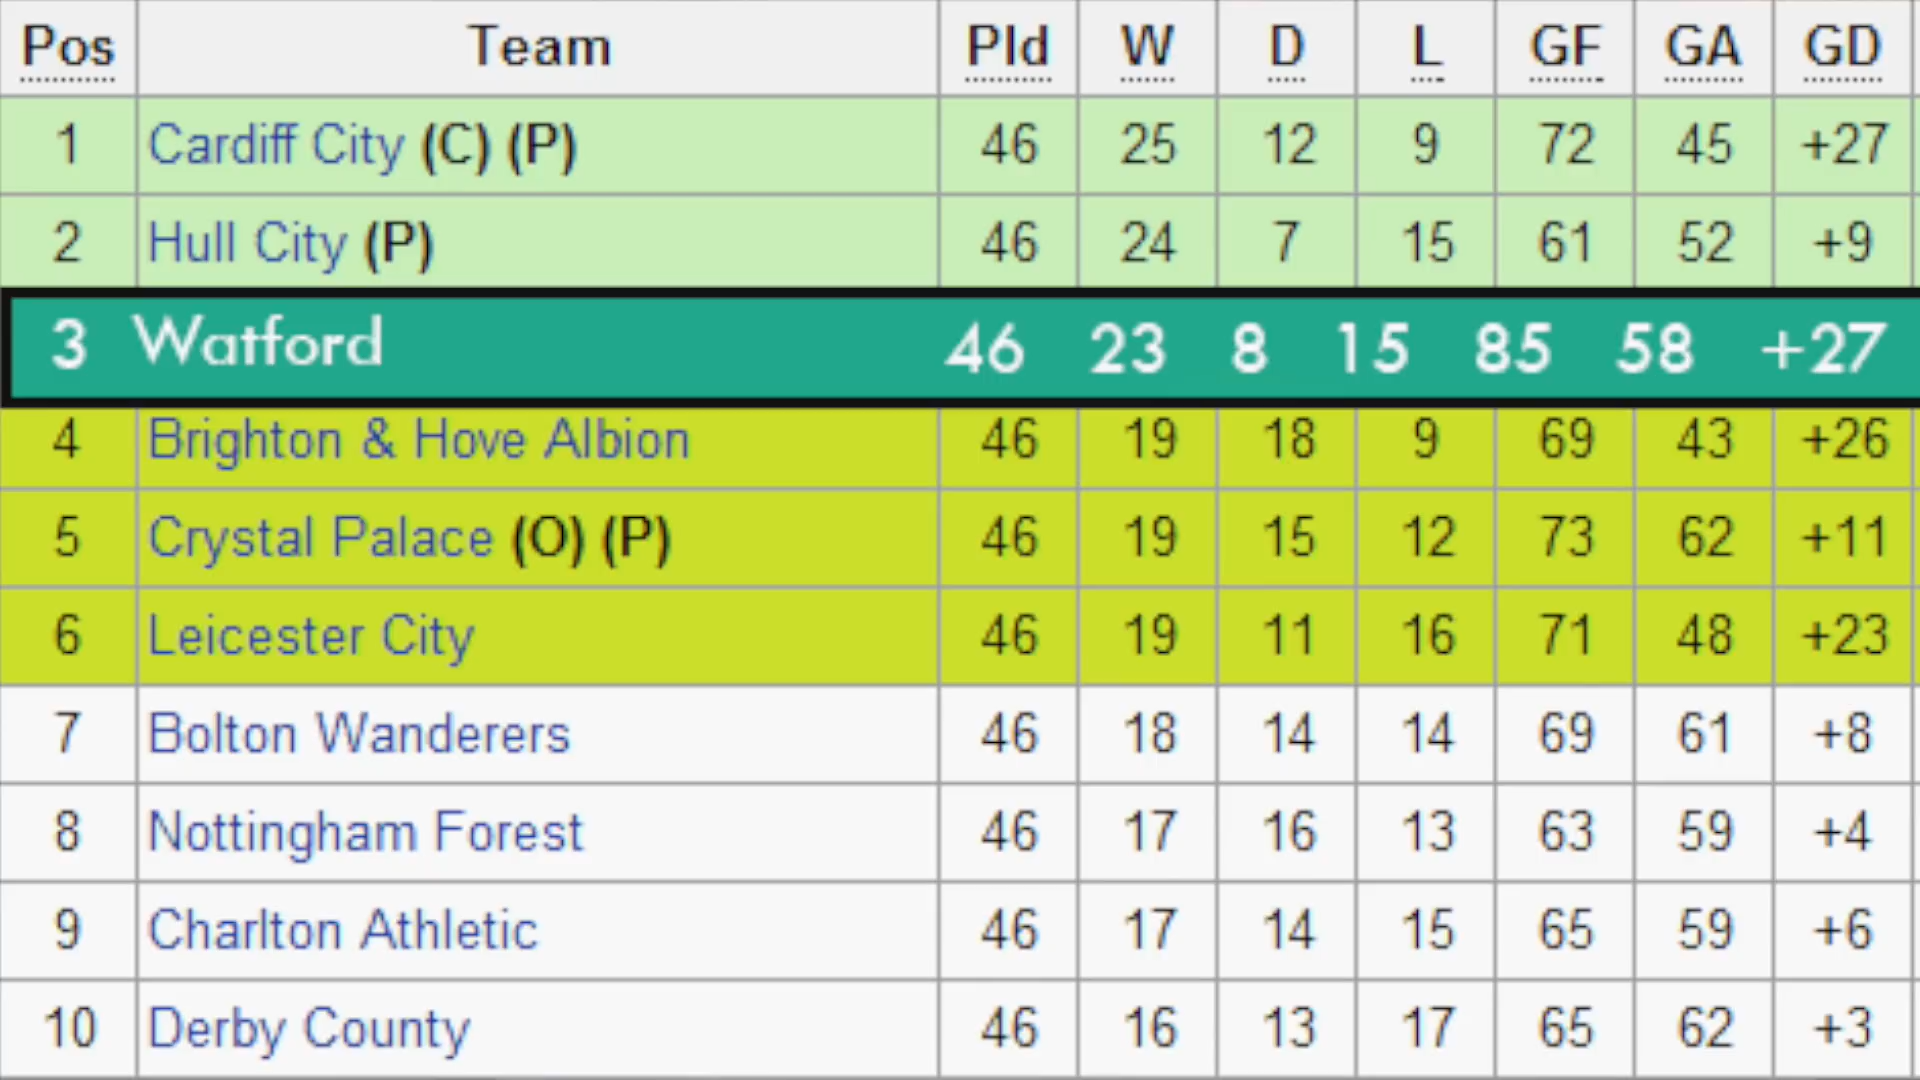 Pos Team Pld W D L GF GA GD
1 Cardiff City (C) (P) 46 25 12 9 72 45 +27
2 Hull City (P) 46 24 7 15 61 52 +9
3 Watford 46 23 8 15 85 58 +27
4 Brighton & Hove Albion 46 19 18 9 69 43 +26
5 Crystal Palace (O) (P) 46 19 15 12 73 62 +11
6 Leicester City 46 19 11 16 71 48 +23
7 Bolton Wanderers 46 18 14 14 69 61 +8
8 Nottingham Forest 46 17 16 13 63 59 +4
9 Charlton Athletic 46 17 14 15 65 59 +6
10 Derby County 46 16 13 17 65 62 +3